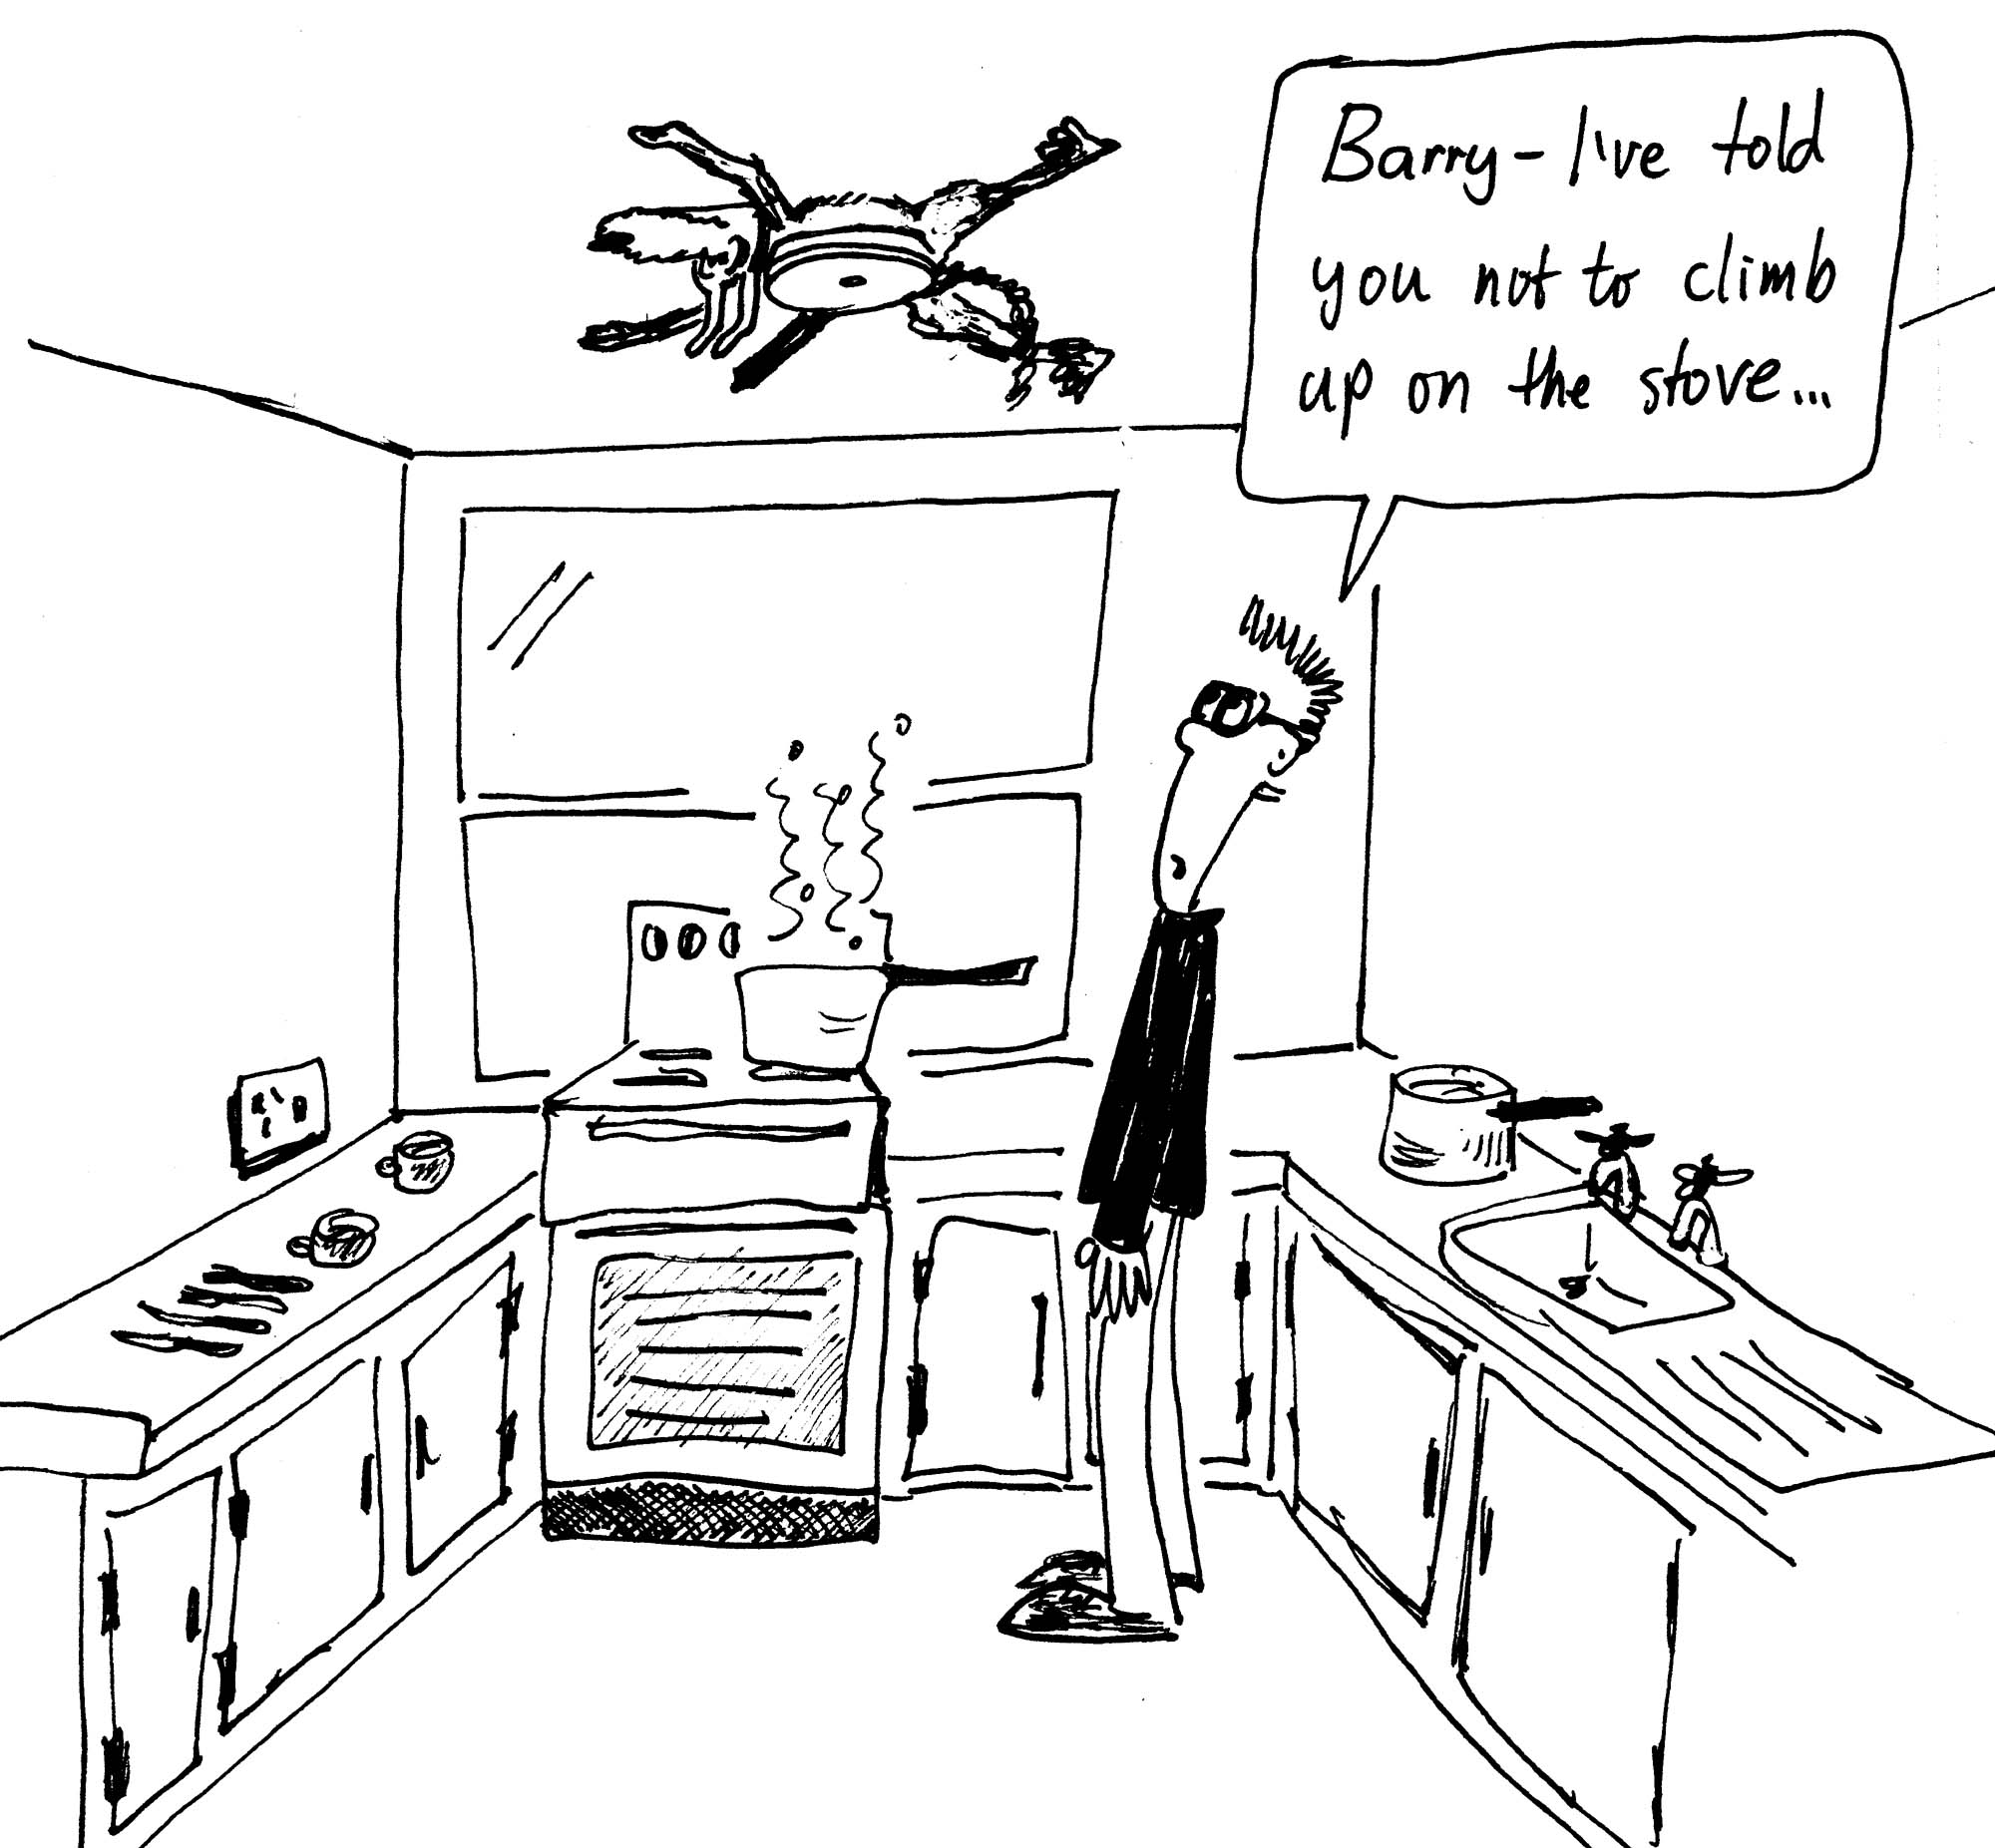 Barry - I've told
you not to climb
up on the stove...